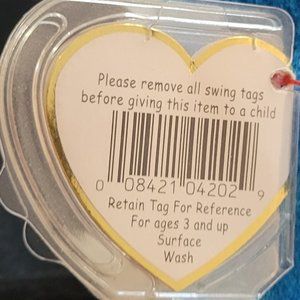 Please remove all swing tags
before giving this item to a child
0 08421 04202 9
Retain Tag For Reference
For ages 3 and up
Surface
Wash